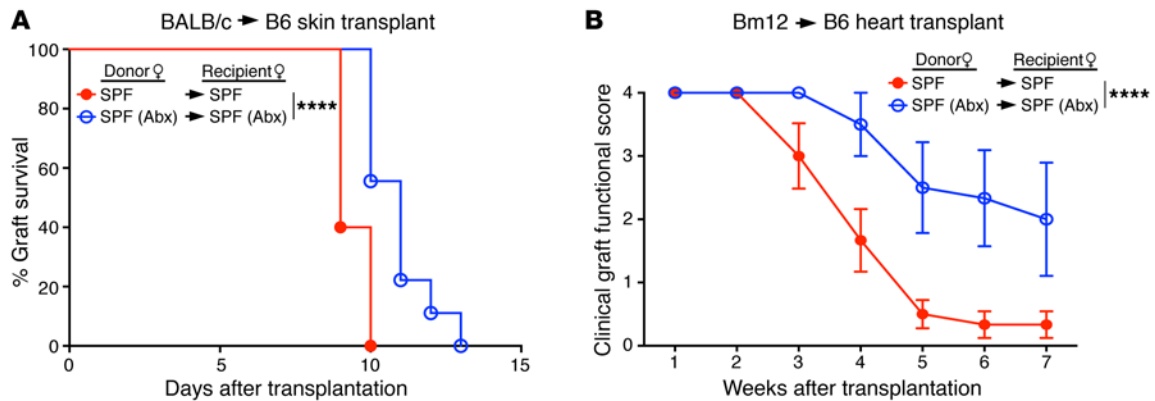 A
BALB/c → B6 skin transplant
100
80
60
40
20
0
% Graft survival
Donor♀ Recipient♀
SPF → SPF
SPF (Abx) → SPF (Abx)
****
0 5 10 15
Days after transplantation
B
Bm12 → B6 heart transplant
Donor♀ Recipient♀
SPF → SPF
SPF (Abx) → SPF (Abx)
****
4
3
2
1
0
Clinical graft functional score
1 2 3 4 5 6 7
Weeks after transplantation